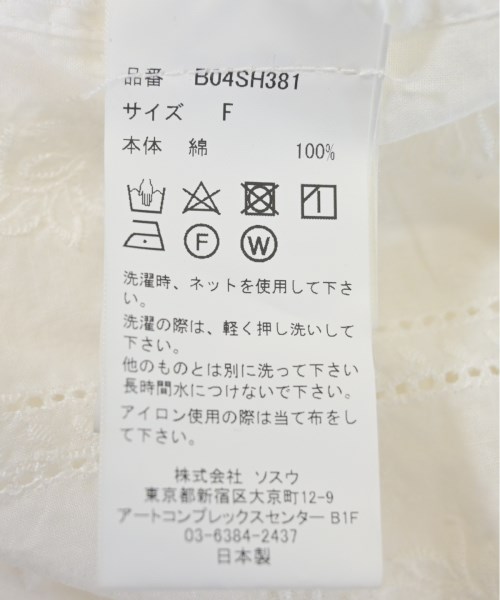 品番 B04SH381
サイズ F
本体 綿 100%
F W
洗濯時、ネットを使用して下さ
い。
洗濯の際は、軽く押し洗いして
下さい。
他のものとは別に洗って下さい
長時間水につけないで下さい。
アイロン使用の際は当て布をし
て下さい。
株式会社 ソスウ
東京都新宿区大京町12-9
アートコンプレックスセンター B1F
03-6384-2437
日本製